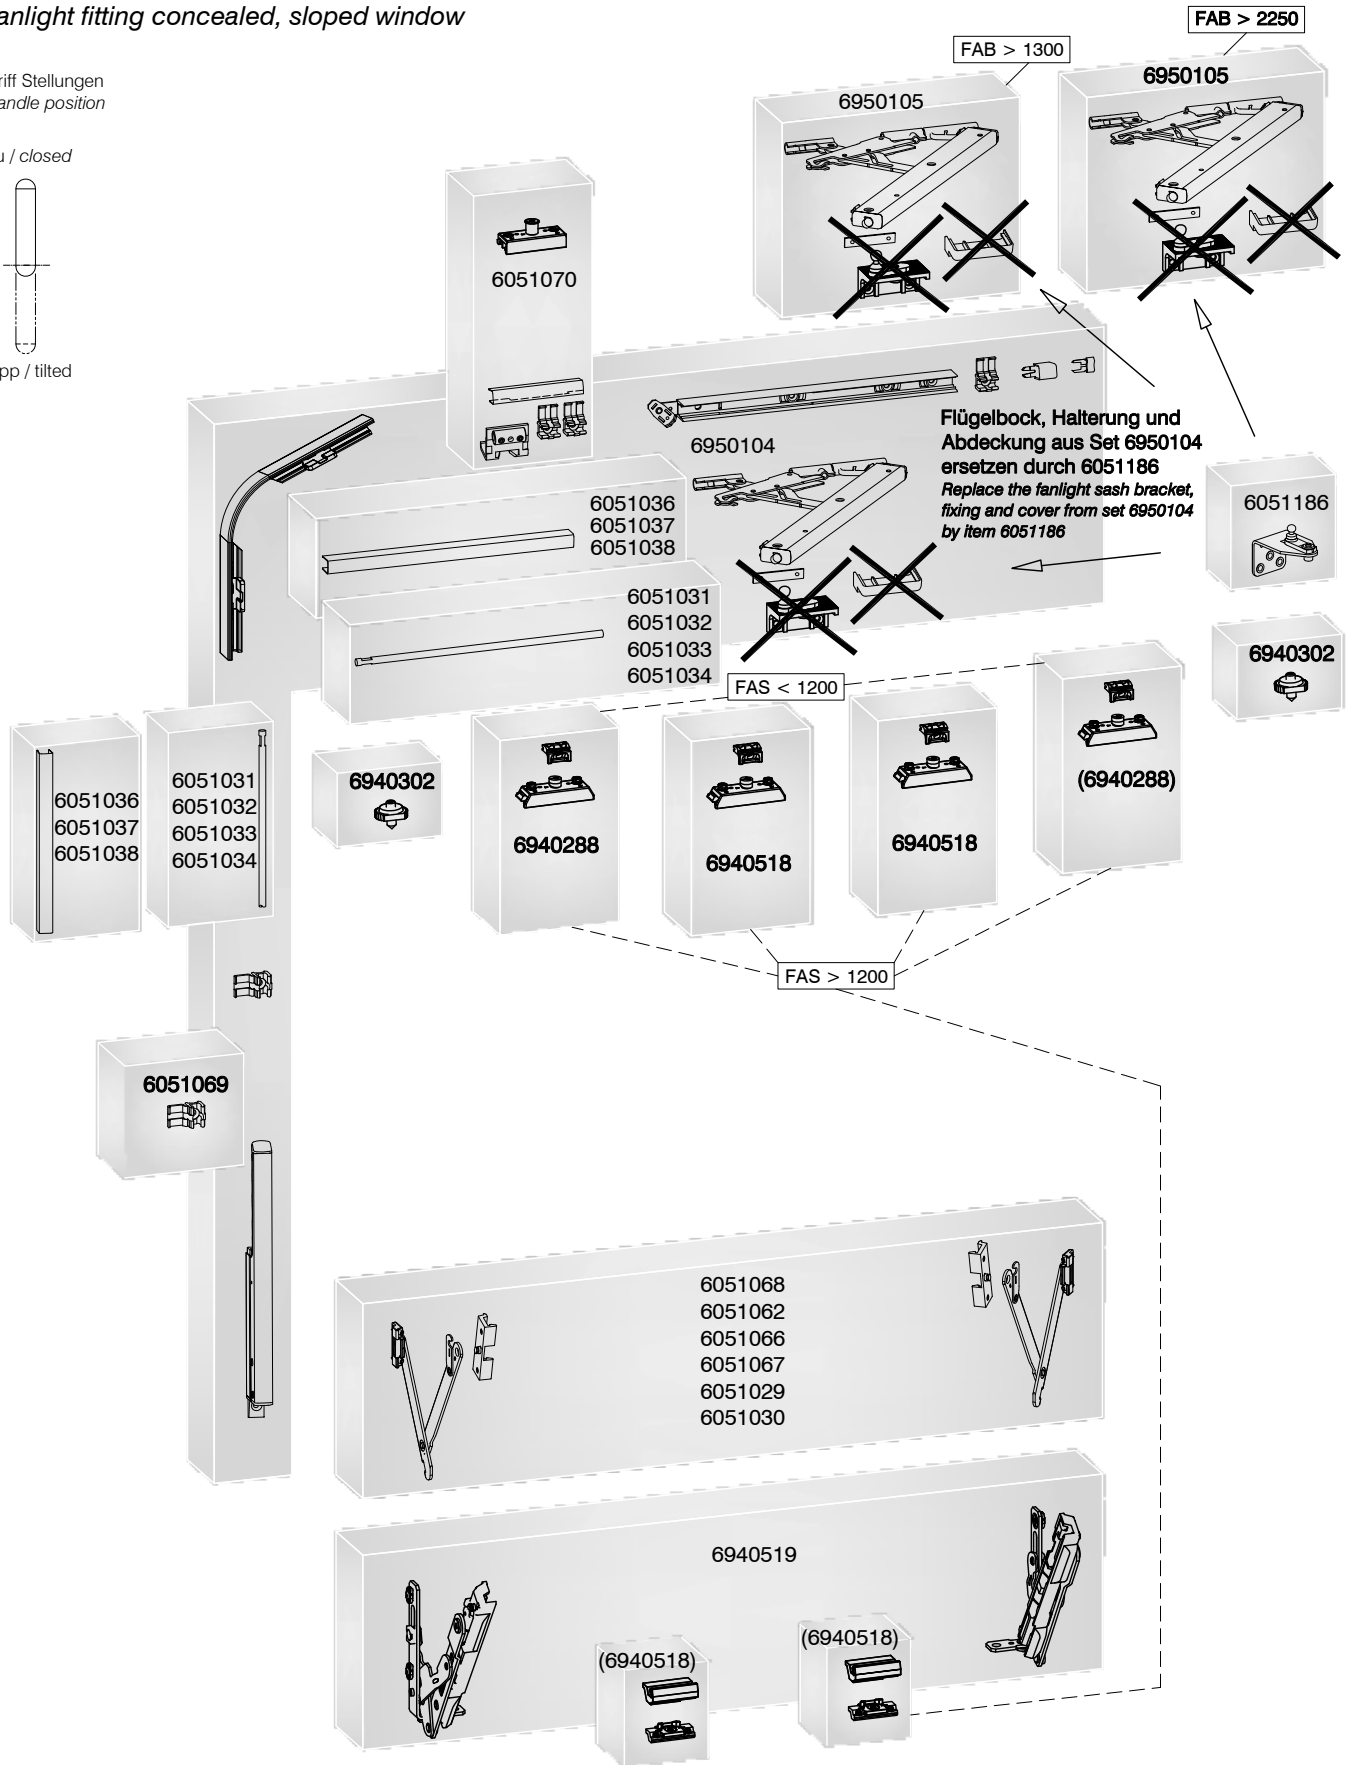 anlight fitting concealed, sloped window
FAB > 2250
FAB > 1300
riff Stellungen
andle position
u / closed
pp / tilted
6950105
6950105
6051070
6950104
Flügelbock, Halterung und
Abdeckung aus Set 6950104
ersetzen durch 6051186
Replace the fanlight sash bracket,
fixing and cover from set 6950104
by item 6051186
6051186
6051036
6051037
6051038
6051031
6051032
6051033
6051034
6940302
FAS < 1200
6051036
6051037
6051038
6051031
6051032
6051033
6051034
6940302
6940288
6940518
6940518
(6940288)
FAS > 1200
6051069
6051068
6051062
6051066
6051067
6051029
6051030
6940519
(6940518)
(6940518)